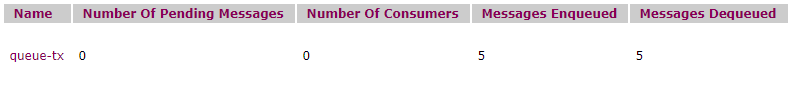 Name Number Of Pending Messages Number Of Consumers Messages Enqueued Messages Dequeued
queue-tx 0 0 5 5